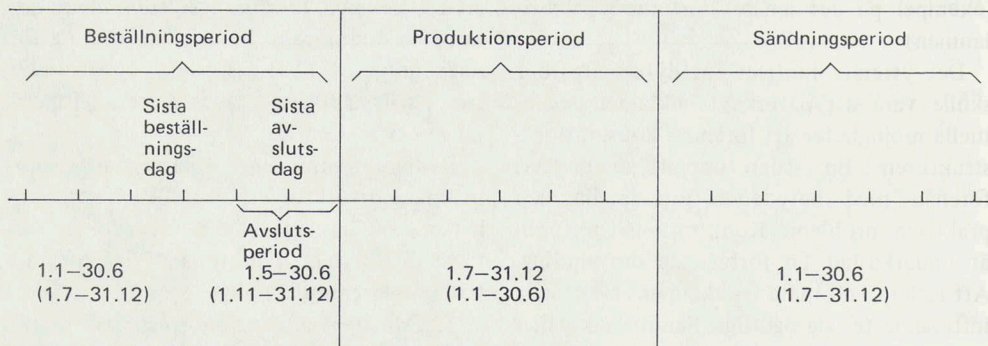 Beställningsperiod
Produktionsperiod
Sändningsperiod
Sista
beställ-
nings-
dag
Sista
av-
sluts-
dag
Avsluts-
period
1.1–30.6
(1.7–31.12)
1.5–30.6
(1.11–31.12)
1.7–31.12
(1.1–30.6)
1.1–30.6
(1.7–31.12)